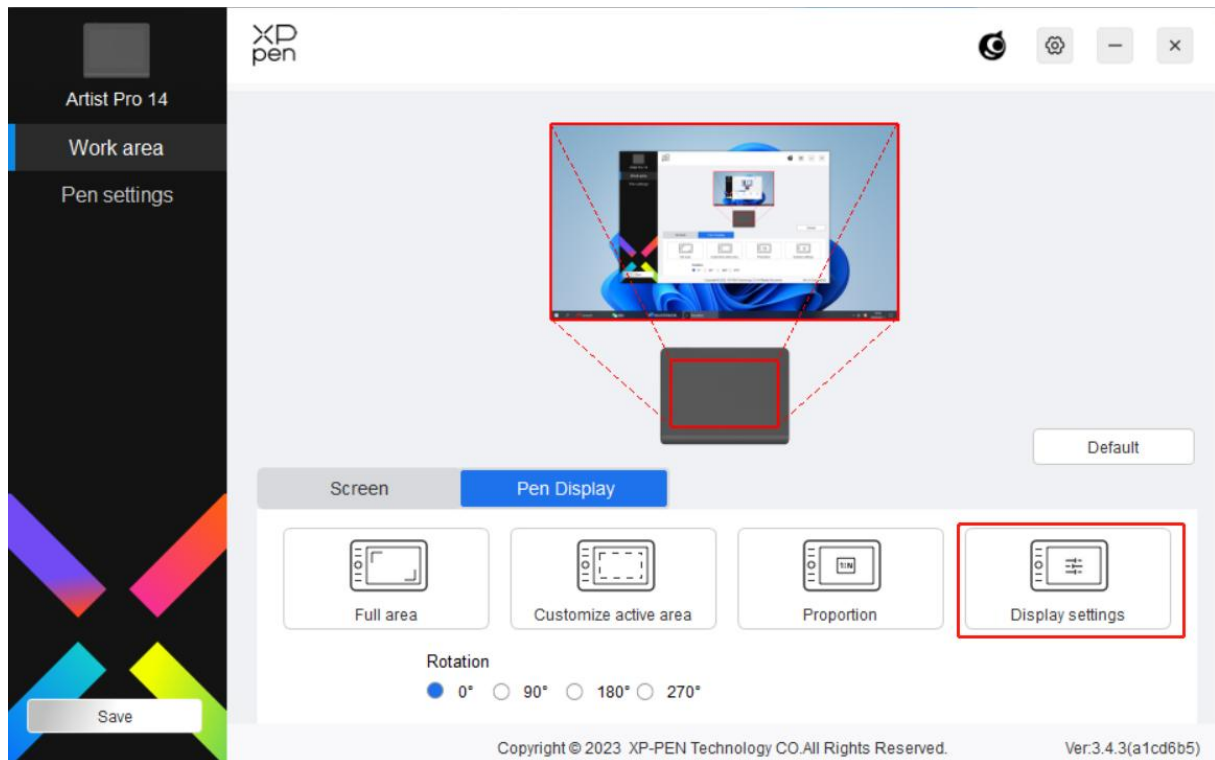 XP
pen
Artist Pro 14
Work area
Pen settings
Default
Screen
Pen Display
1:N
Full area
Customize active area
Proportion
Display settings
Rotation
0°
90°
180°
270°
Save
Copyright © 2023 XP-PEN Technology CO.All Rights Reserved.
Ver:3.4.3(a1cd6b5)